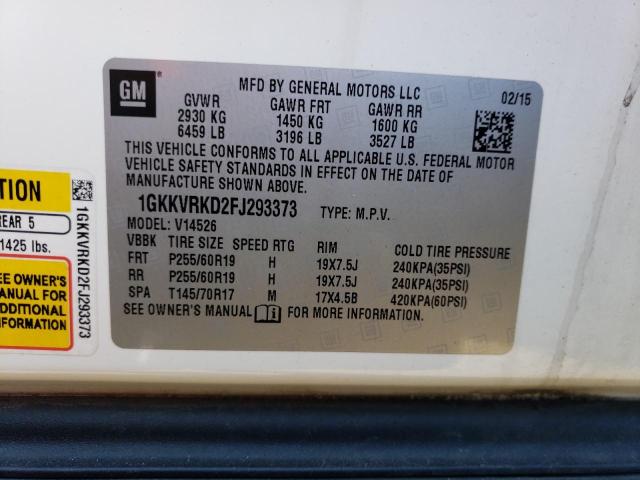 GM
MFD BY GENERAL MOTORS LLC
02/15
GVWR GAWR FRT GAWR RR
2930 KG 1450 KG 1600 KG
6459 LB 3196 LB 3527 LB
THIS VEHICLE CONFORMS TO ALL APPLICABLE U.S. FEDERAL MOTOR
VEHICLE SAFETY STANDARDS IN EFFECT ON THE DATE OF
MANUFACTURE SHOWN ABOVE.
1GKKVRKD2FJ293373 TYPE: M.P.V.
MODEL: V14526
VBBK TIRE SIZE SPEED RTG RIM COLD TIRE PRESSURE
FRT P255/60R19 H 19X7.5J 240KPA(35PSI)
RR P255/60R19 H 19X7.5J 240KPA(35PSI)
SPA T145/70R17 M 17X4.5B 420KPA(60PSI)
SEE OWNER'S MANUAL i FOR MORE INFORMATION.
TION
REAR 5
1425 lbs.
EE OWNER'S
ANUAL FOR
ADDITIONAL
ORMATION
1GKKVRKD2FJ293373